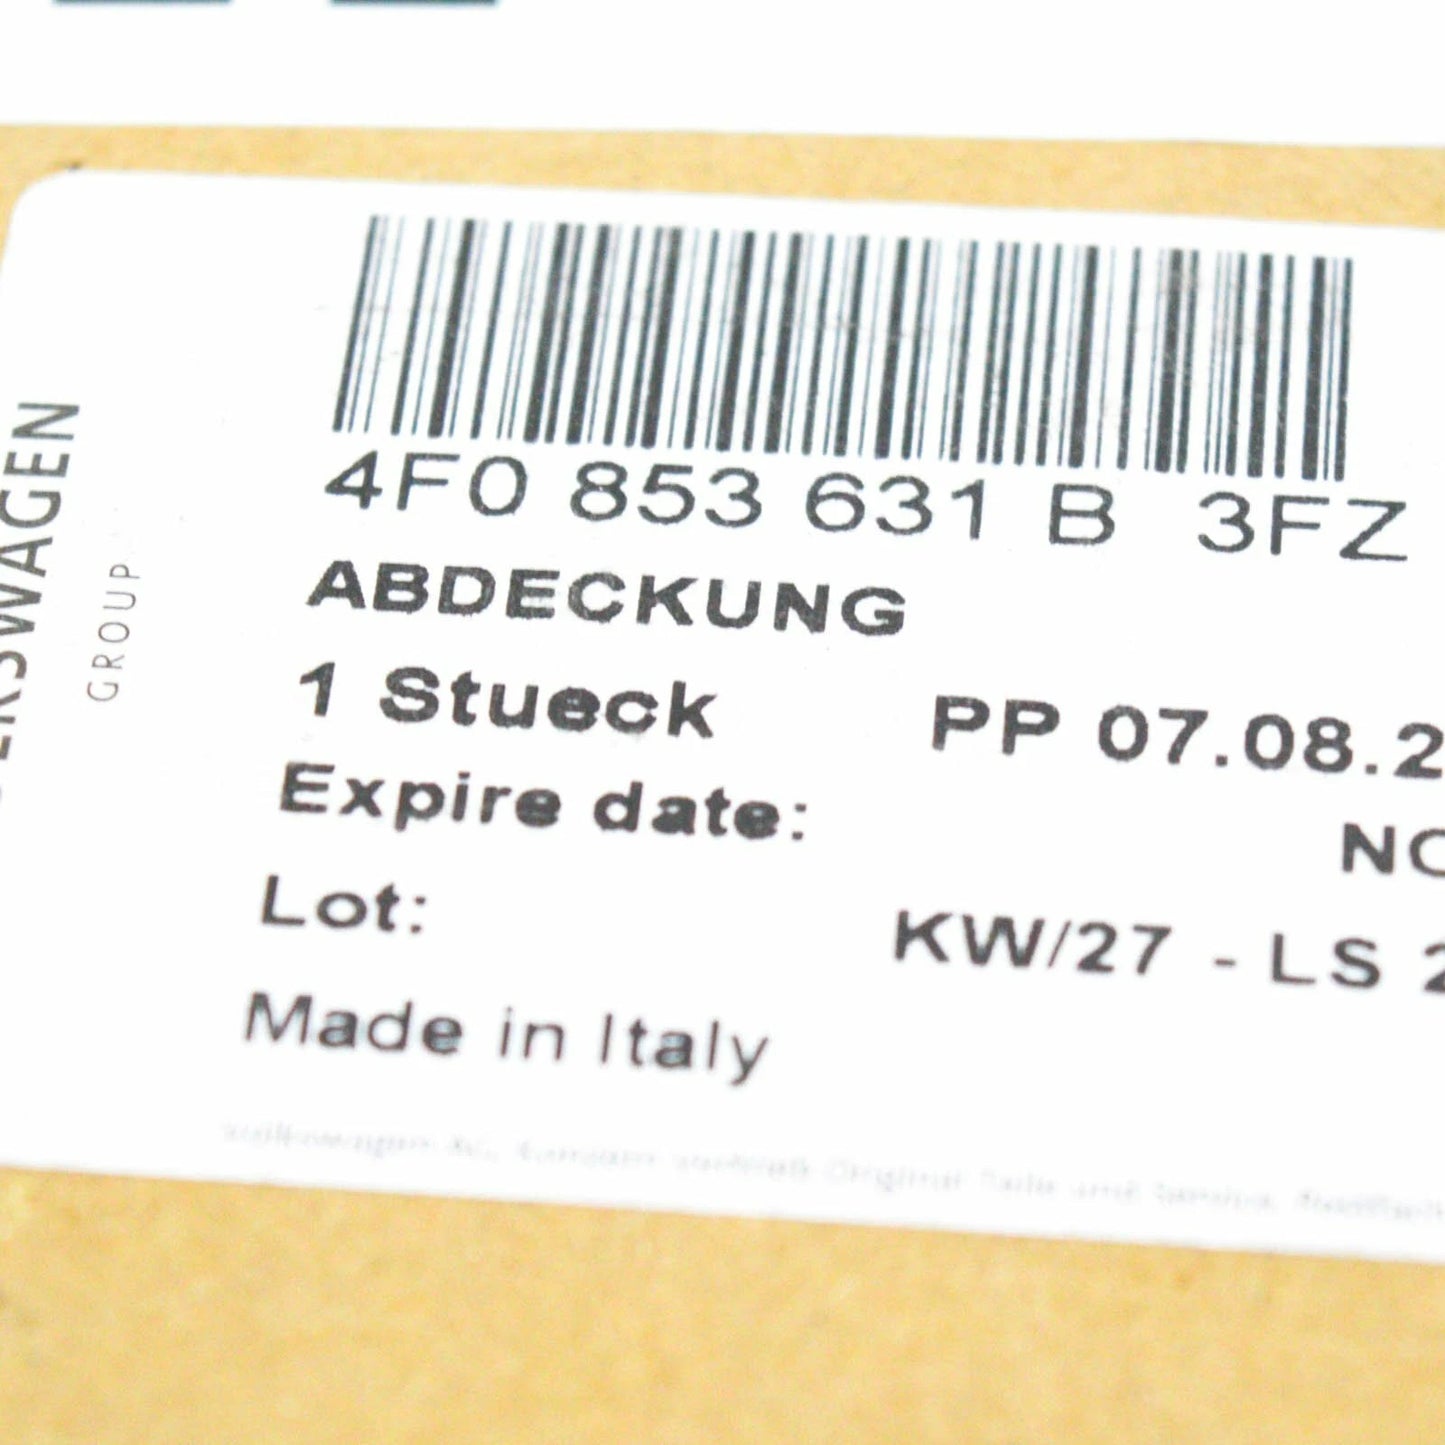 4F0 853 631 B 3FZ
ABDECKUNG
1 Stueck PP 07.08.2
Expire date: NO
Lot: KW/27 - LS 2
Made in Italy
GROUP